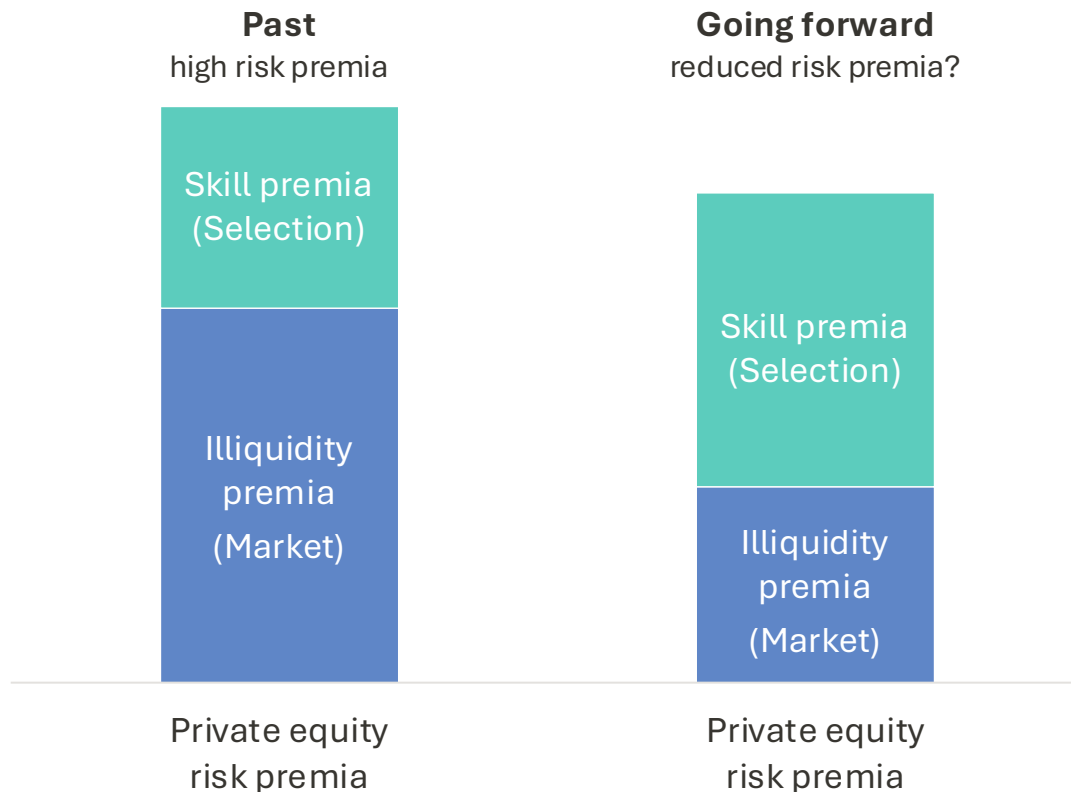 Past
high risk premia
Skill premia
(Selection)
Illiquidity
premia
(Market)
Private equity
risk premia
Going forward
reduced risk premia?
Skill premia
(Selection)
Illiquidity
premia
(Market)
Private equity
risk premia